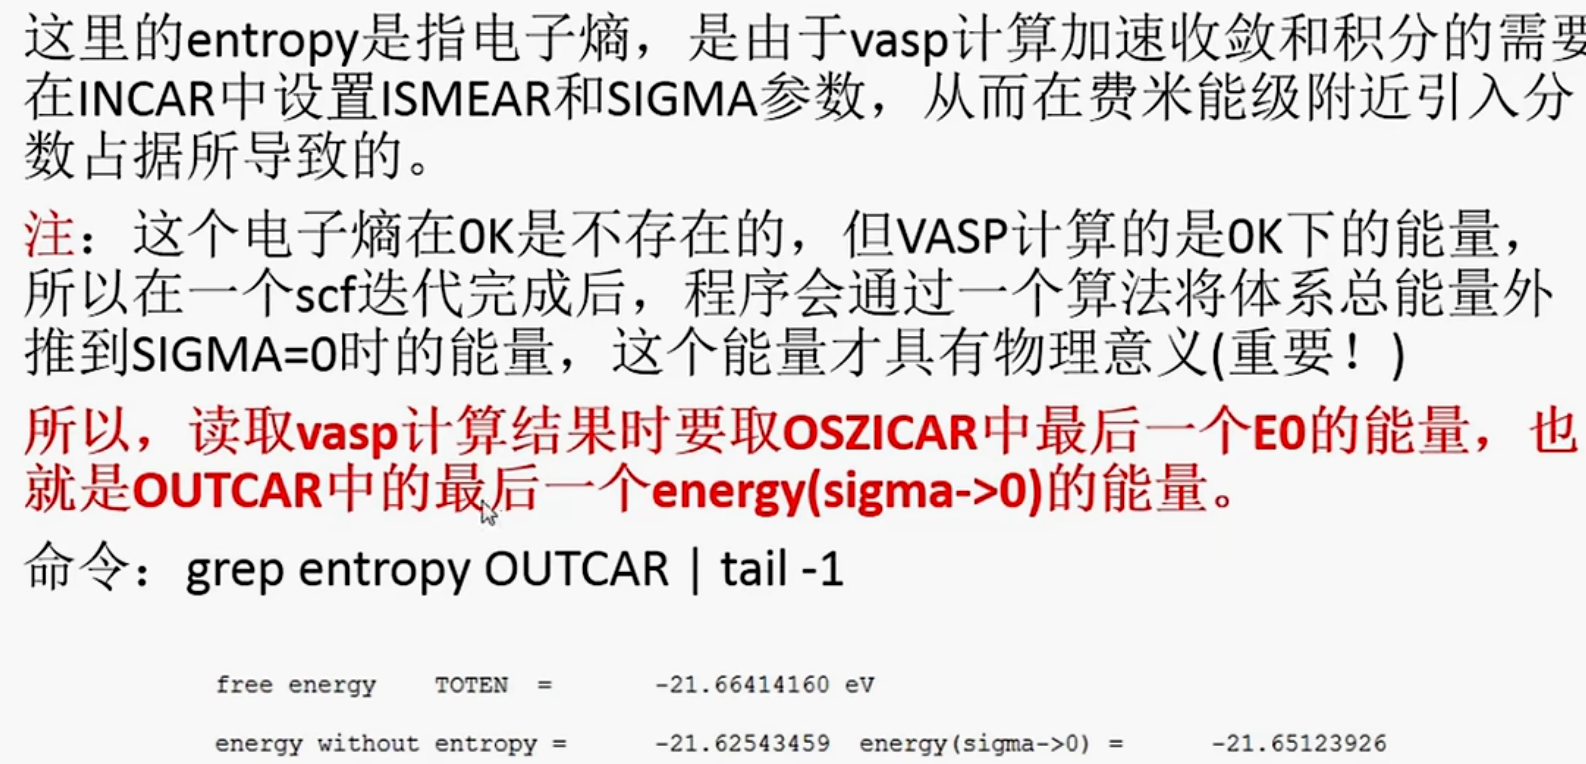 这里的entropy是指电子熵，是由于vasp计算加速收敛和积分的需要
在INCAR中设置ISMEAR和SIGMA参数，从而在费米能级附近引入分
数占据所导致的。
注：这个电子熵在0K是不存在的，但VASP计算的是0K下的能量，
所以在一个scf迭代完成后，程序会通过一个算法将体系总能量外
推到SIGMA=0时的能量，这个能量才具有物理意义(重要！)
所以，读取vasp计算结果时要取OSZICAR中最后一个E0的能量，也
就是OUTCAR中的最后一个energy(sigma->0)的能量。
命令：grep entropy OUTCAR | tail -1
free energy    TOTEN  =      -21.66414160 eV
energy without entropy =      -21.62543459  energy(sigma->0) =      -21.65123926